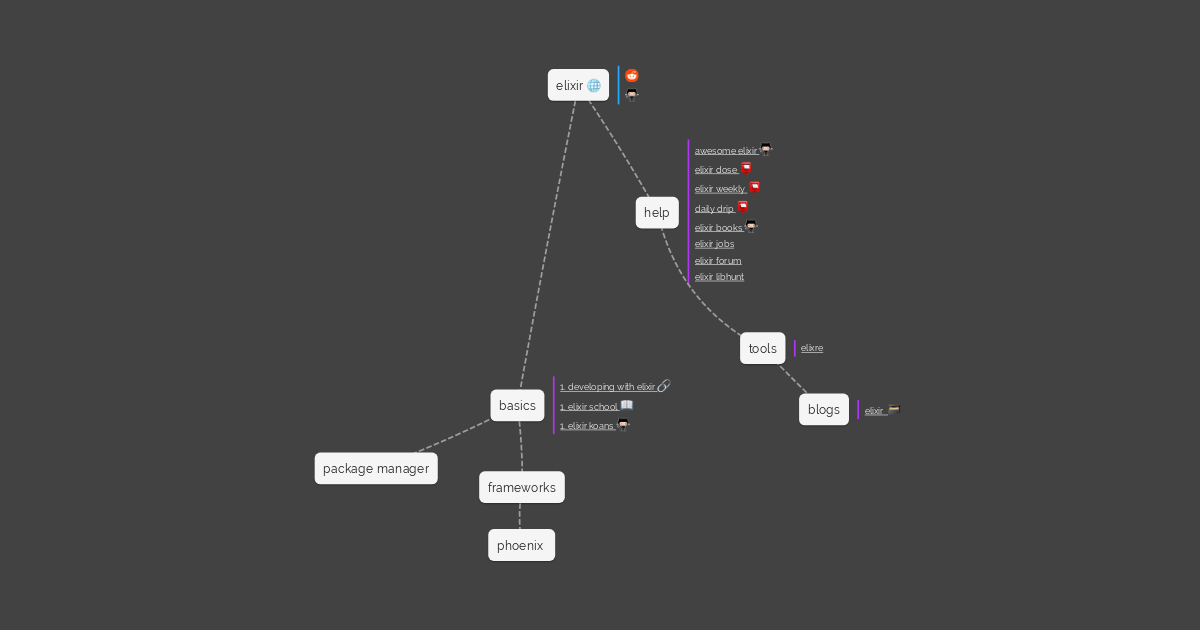 elixir
awesome elixir
elixir dose
elixir weekly
daily drip
elixir books
elixir jobs
elixir forum
elixir libhunt
help
tools
elixre
basics
1. developing with elixir
1. elixir school
1. elixir koans
blogs
elixir
package manager
frameworks
phoenix